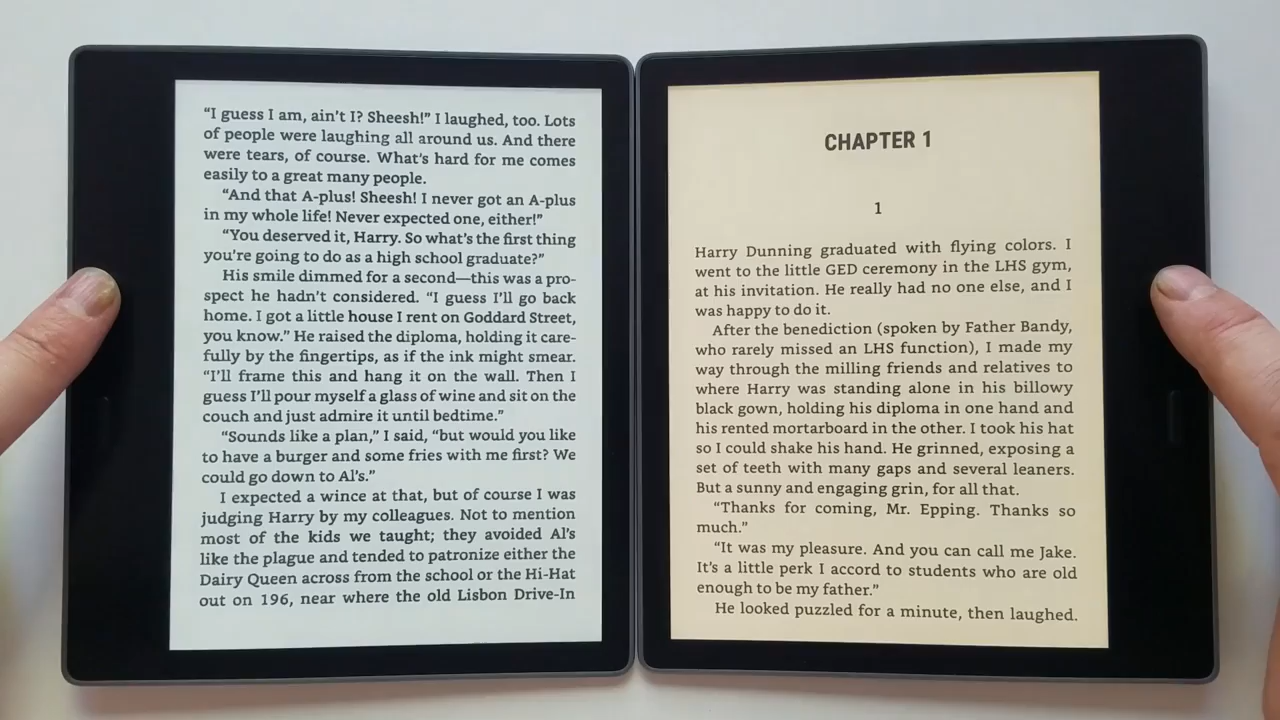 “I guess I am, ain’t I? Sheesh!” I laughed, too. Lots
of people were laughing all around us. And there
were tears, of course. What’s hard for me comes
easily to a great many people.
“And that A-plus! Sheesh! I never got an A-plus
in my whole life! Never expected one, either!”
“You deserved it, Harry. So what’s the first thing
you’re going to do as a high school graduate?”
His smile dimmed for a second—this was a pro-
spect he hadn’t considered. “I guess I’ll go back
home. I got a little house I rent on Goddard Street,
you know.” He raised the diploma, holding it care-
fully by the fingertips, as if the ink might smear.
“I’ll frame this and hang it on the wall. Then I
guess I’ll pour myself a glass of wine and sit on the
couch and just admire it until bedtime.”
“Sounds like a plan,” I said, “but would you like
to have a burger and some fries with me first? We
could go down to Al’s.”
I expected a wince at that, but of course I was
judging Harry by my colleagues. Not to mention
most of the kids we taught; they avoided Al’s
like the plague and tended to patronize either the
Dairy Queen across from the school or the Hi-Hat
out on 196, near where the old Lisbon Drive-In
CHAPTER 1
1
Harry Dunning graduated with flying colors. I
went to the little GED ceremony in the LHS gym,
at his invitation. He really had no one else, and I
was happy to do it.
After the benediction (spoken by Father Bandy,
who rarely missed an LHS function), I made my
way through the milling friends and relatives to
where Harry was standing alone in his billowy
black gown, holding his diploma in one hand and
his rented mortarboard in the other. I took his hat
so I could shake his hand. He grinned, exposing a
set of teeth with many gaps and several leaners.
But a sunny and engaging grin, for all that.
“Thanks for coming, Mr. Epping. Thanks so
much.”
“It was my pleasure. And you can call me Jake.
It’s a little perk I accord to students who are old
enough to be my father.”
He looked puzzled for a minute, then laughed.